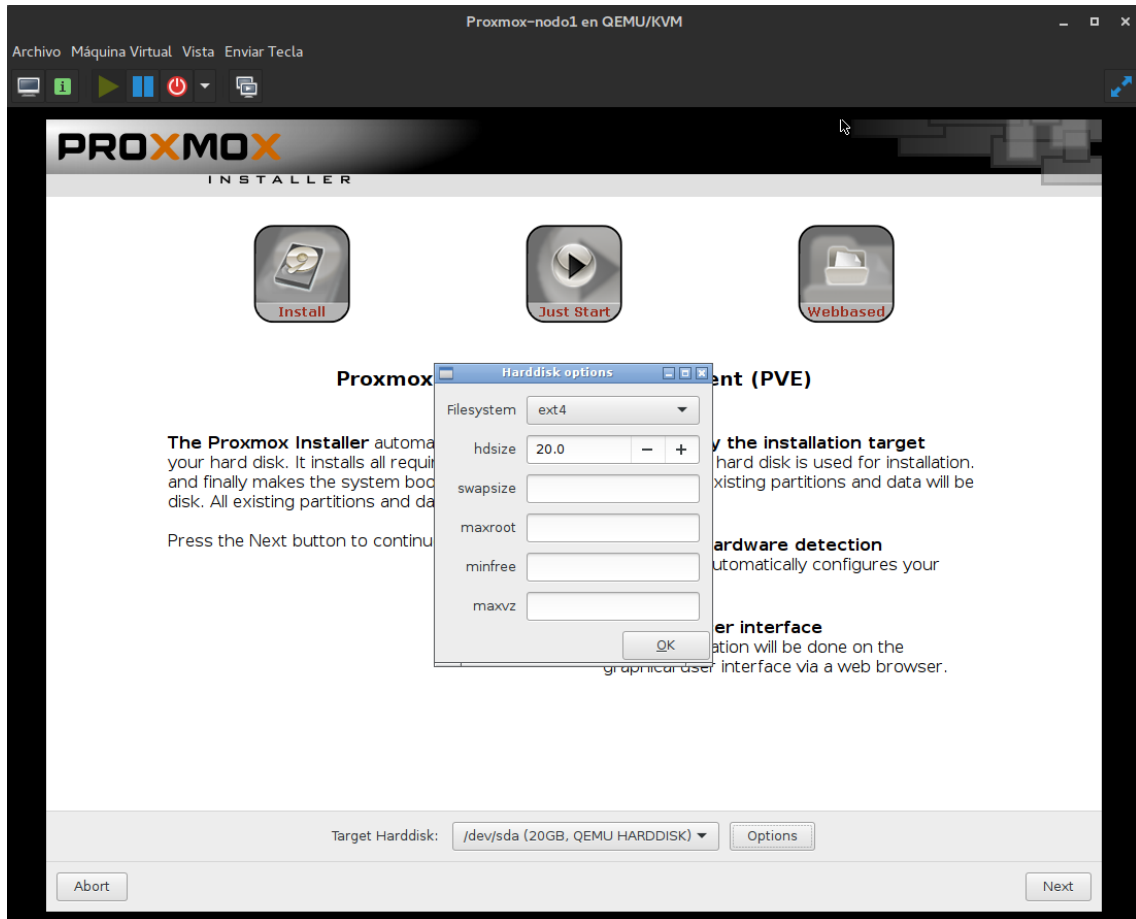 Proxmox-nodo1 en QEMU/KVM
Archivo Máquina Virtual Vista Enviar Tecla
PROXMOX
INSTALLER
Install
Just Start
Webbased
Proxmox
ent (PVE)
The Proxmox Installer automa
your hard disk. It installs all requir
and finally makes the system boo
disk. All existing partitions and da
Press the Next button to continu
y the installation target
hard disk is used for installation.
xisting partitions and data will be
ardware detection
utomatically configures your
er interface
ation will be done on the
graphical user interface via a web browser.
Harddisk options
Filesystem ext4
hdsize 20.0 − +
swapsize
maxroot
minfree
maxvz
OK
Target Harddisk: /dev/sda (20GB, QEMU HARDDISK) Options
Abort
Next